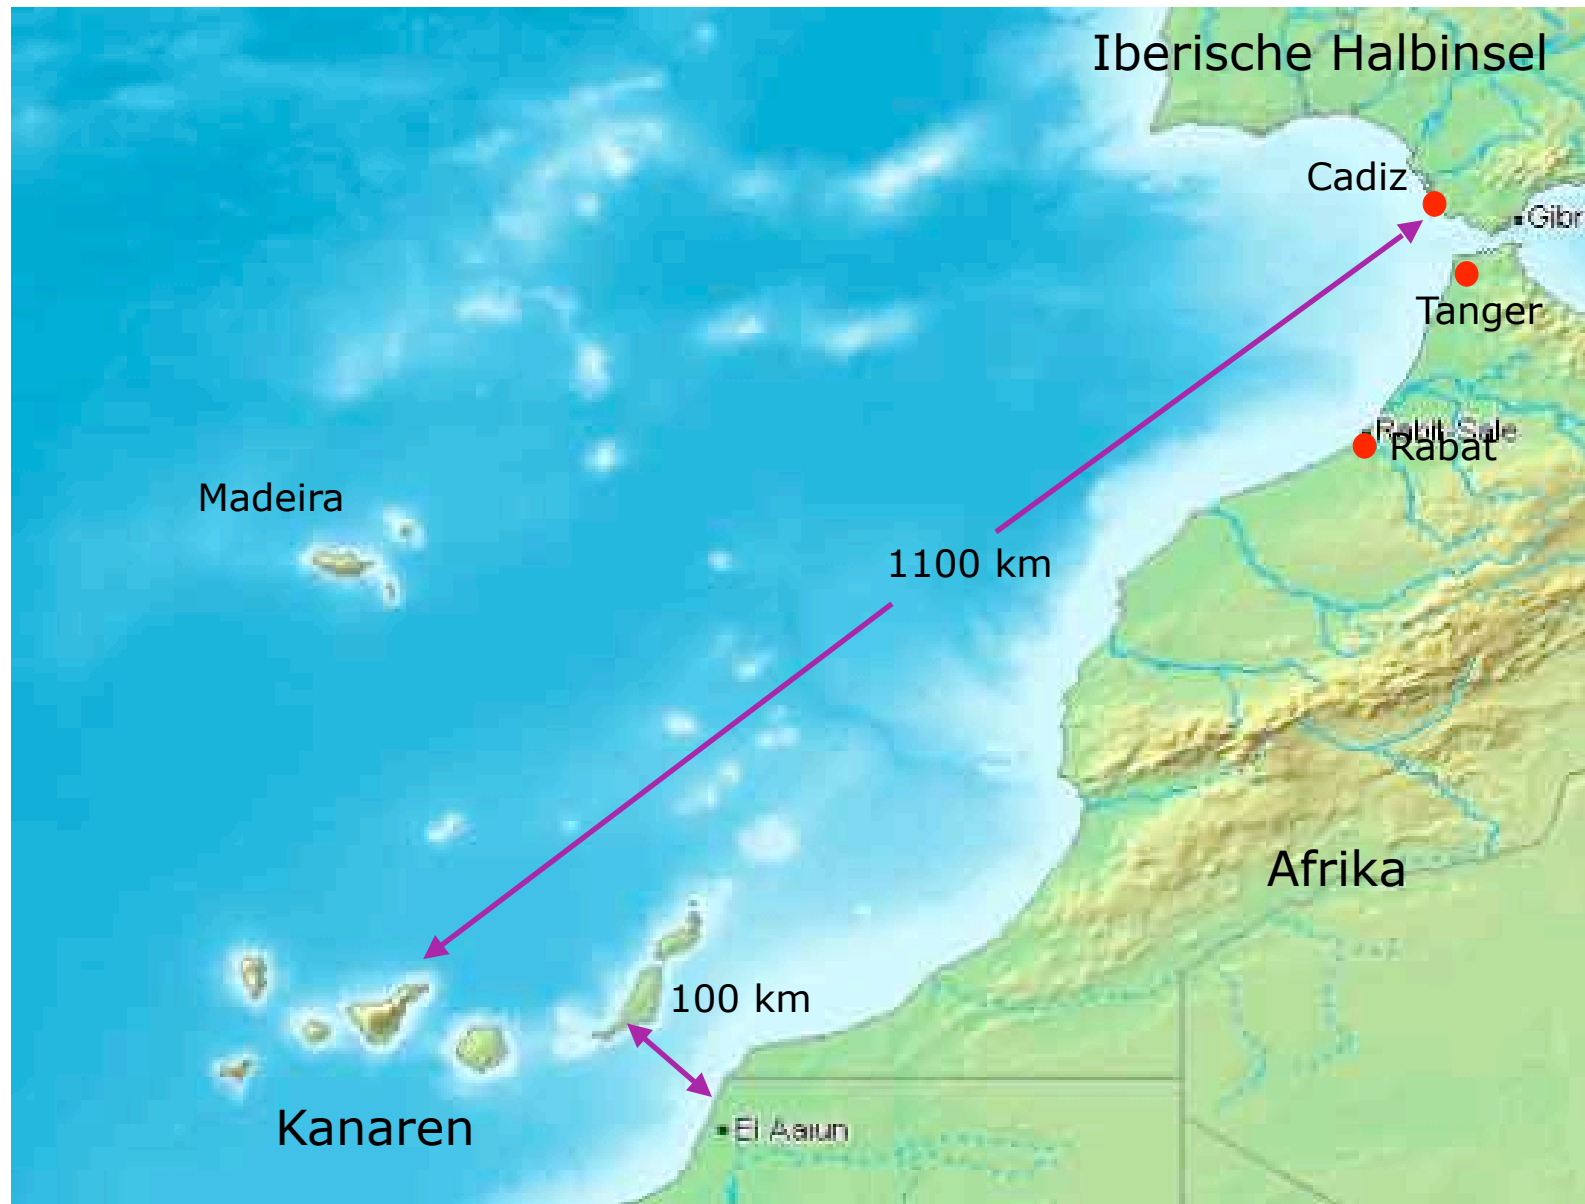 Iberische Halbinsel
Cadiz
Gibr
Tanger
Rabat
Madeira
1100 km
Afrika
100 km
Kanaren
El Aaiun